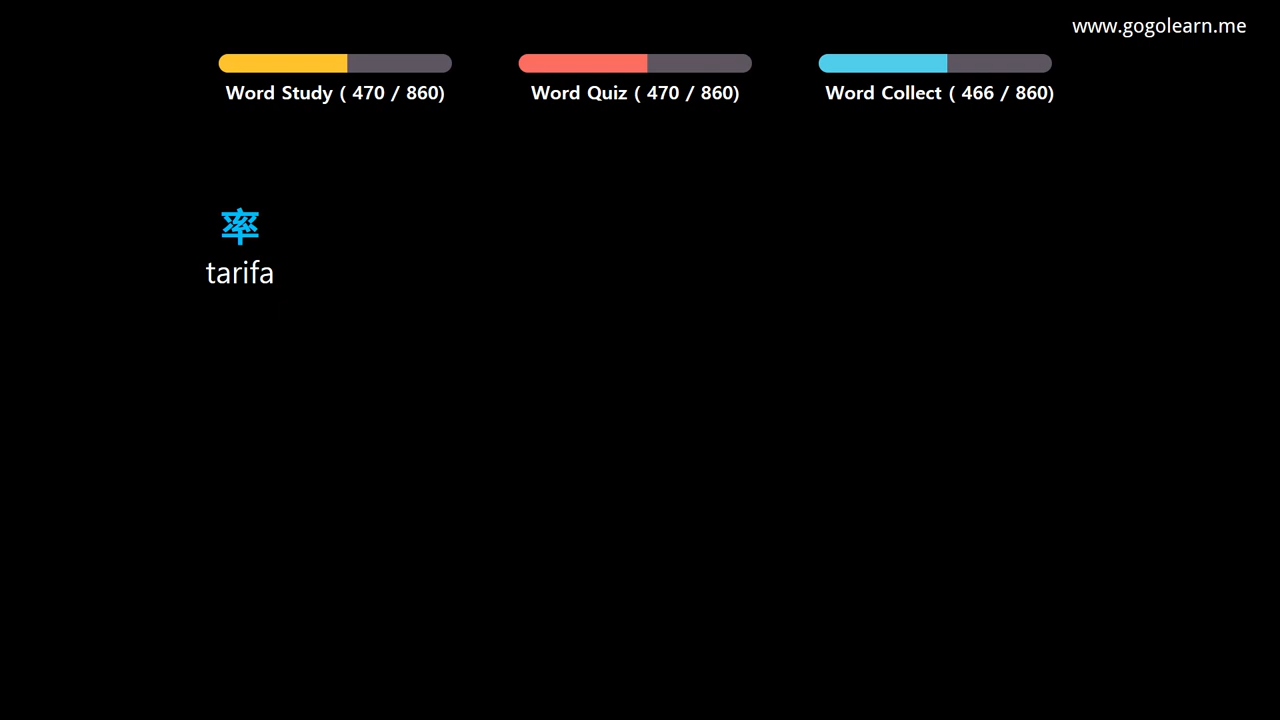 www.gogolearn.me
Word Study ( 470 / 860)
Word Quiz ( 470 / 860)
Word Collect ( 466 / 860)
率
tarifa